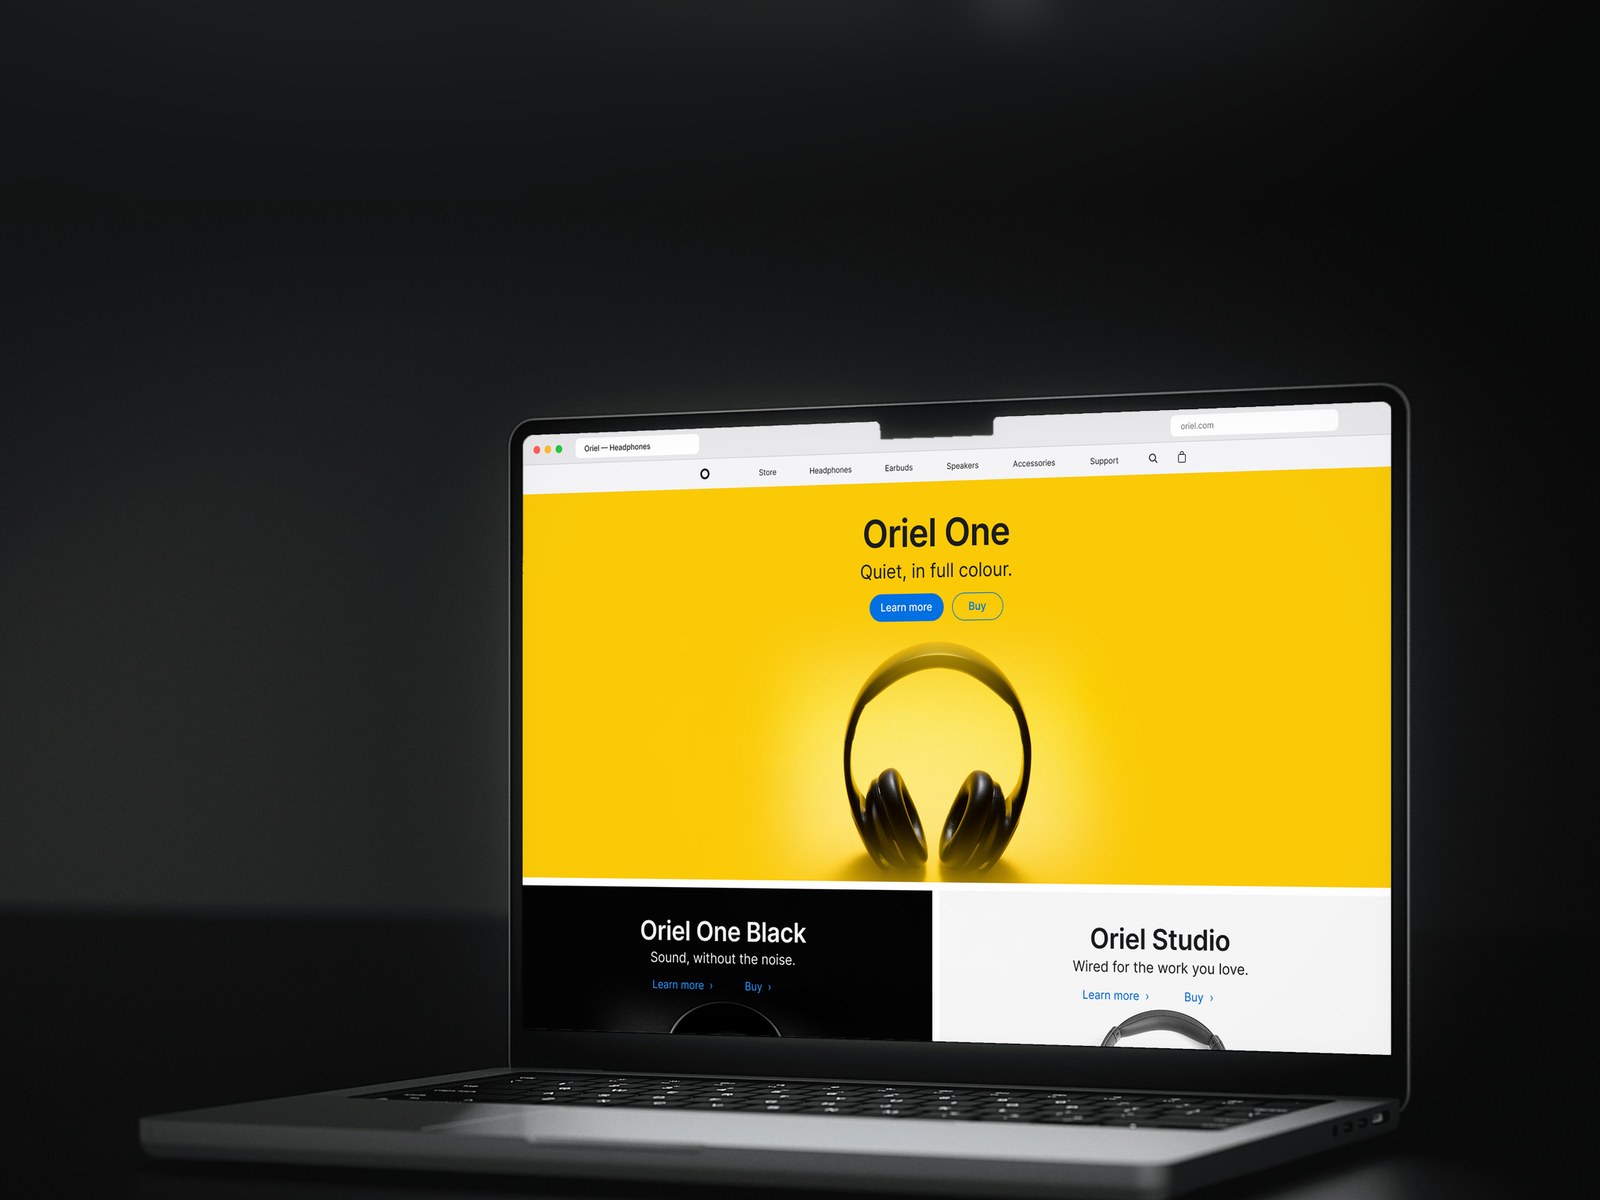 Oriel — Headphones
oriel.com
Store Headphones Earbuds Speakers Accessories Support
Oriel One
Quiet, in full colour.
Learn more Buy
Oriel One Black
Sound, without the noise.
Learn more › Buy ›
Oriel Studio
Wired for the work you love.
Learn more › Buy ›